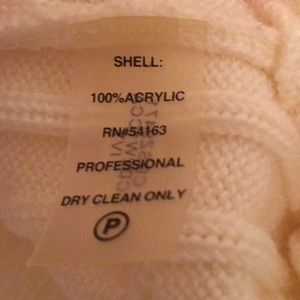 SHELL:
100%ACRYLIC
RN#54163
PROFESSIONAL
DRY CLEAN ONLY
P